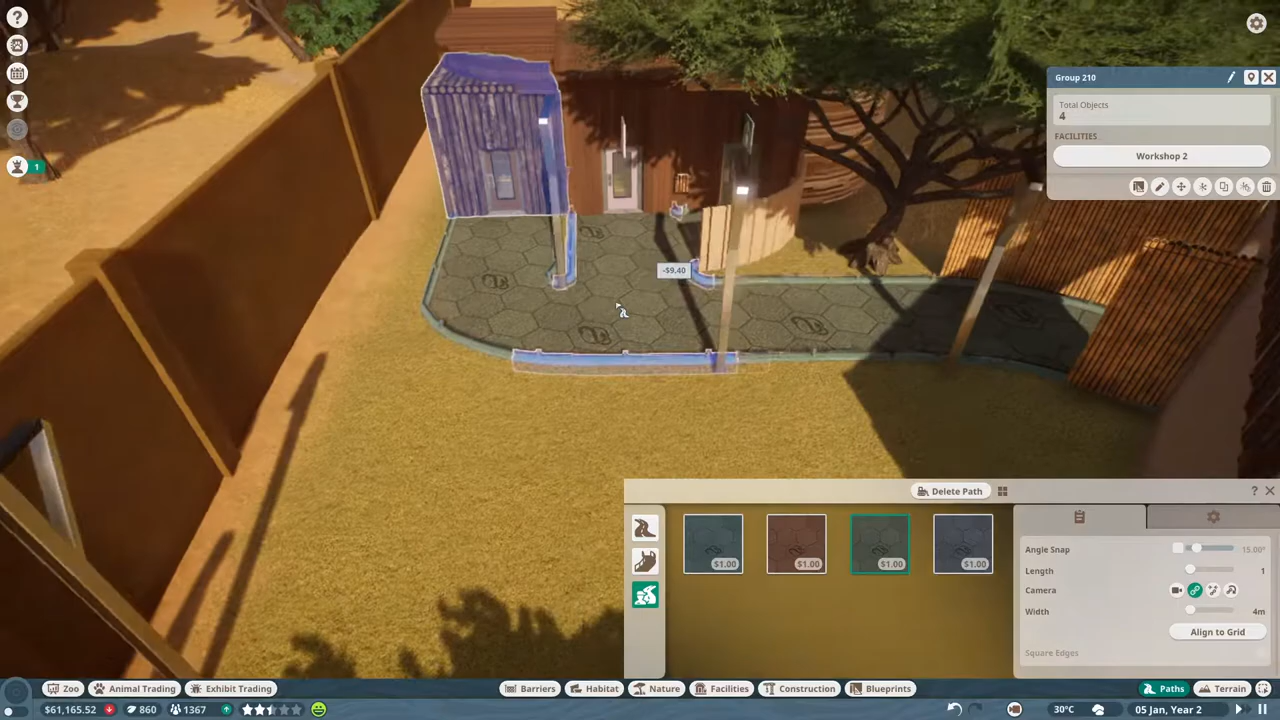 ?
Group 210
Total Objects
4
FACILITIES
Workshop 2
1
-$9.40
Delete Path
?
$1.00
$1.00
$1.00
$1.00
Angle Snap
15.00°
Length
1
Camera
Width
4m
Align to Grid
Square Edges
Zoo
Animal Trading
Exhibit Trading
Barriers
Habitat
Nature
Facilities
Construction
Blueprints
Paths
Terrain
$61,165.52
860
1367
30°C
05 Jan, Year 2